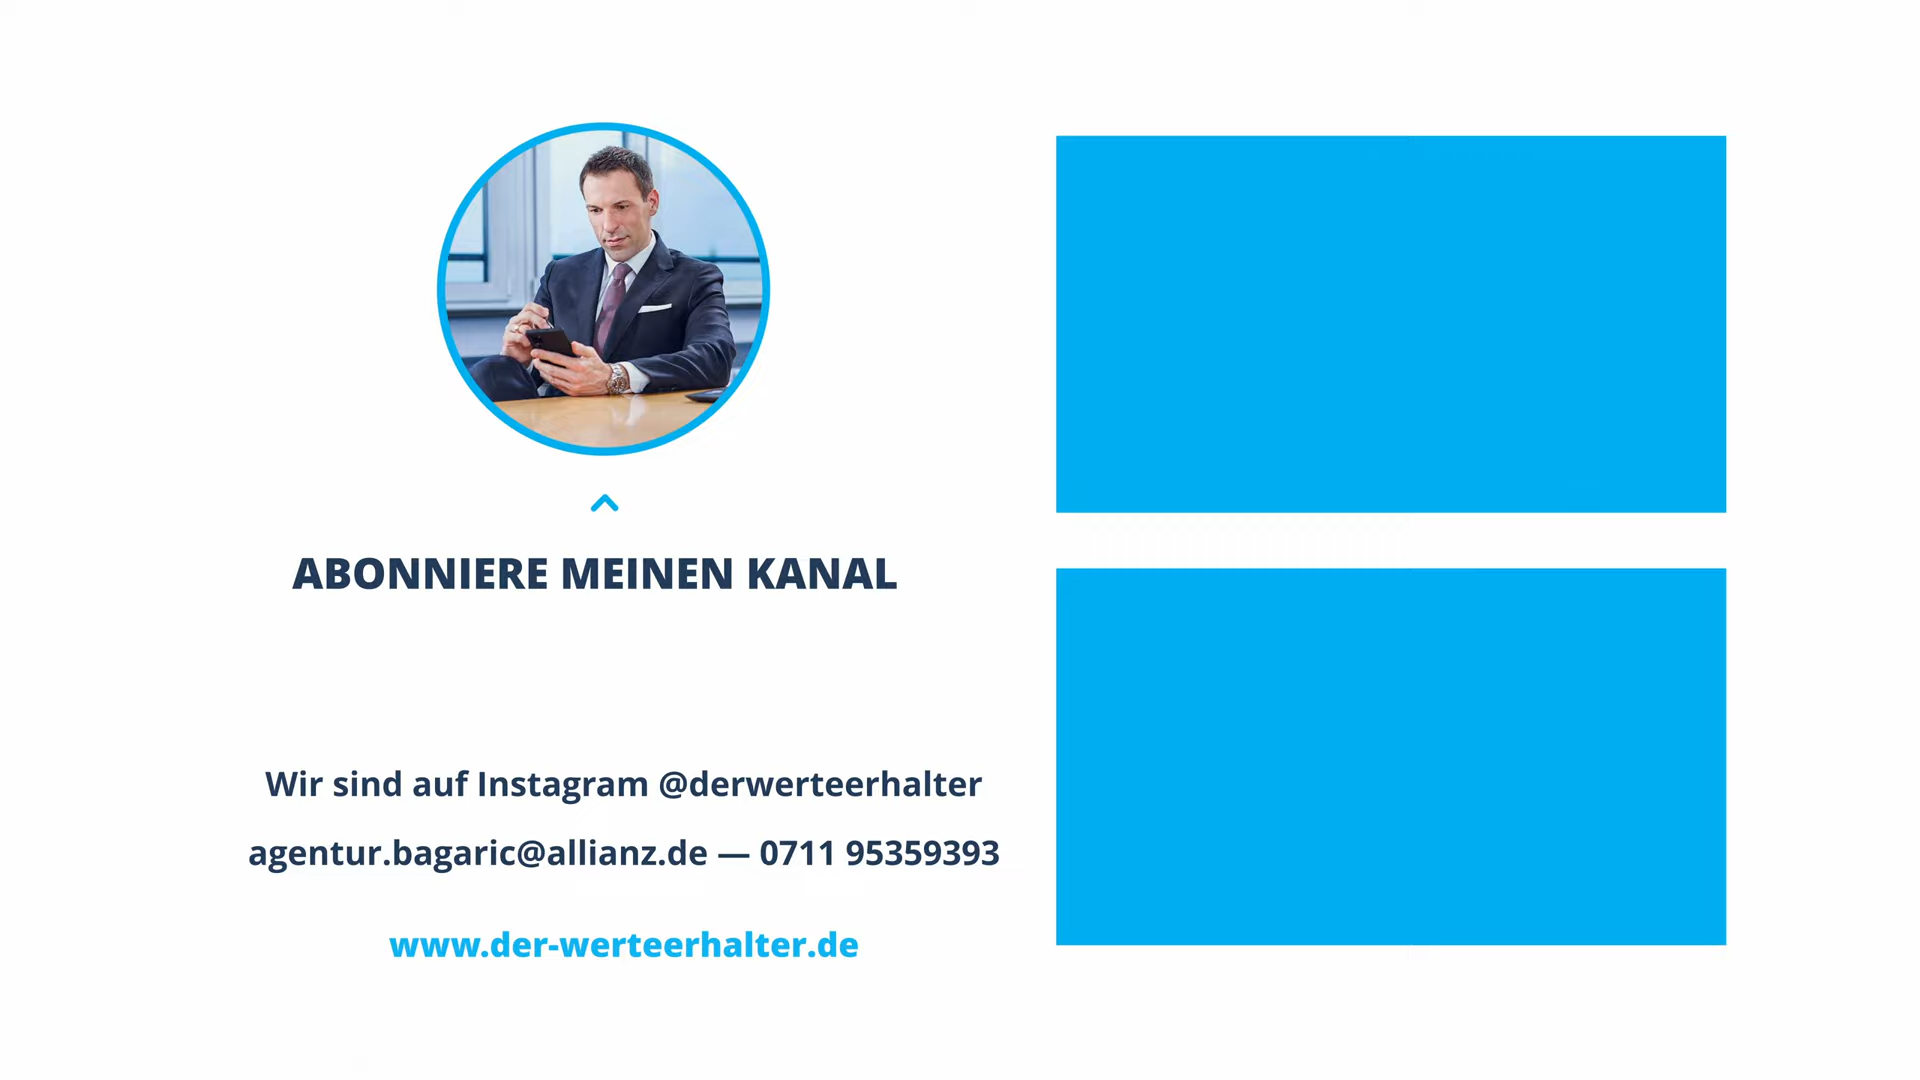 ABONNIERE MEINEN KANAL
Wir sind auf Instagram @derwerteerhalter
agentur.bagaric@allianz.de — 0711 95359393
www.der-werteerhalter.de